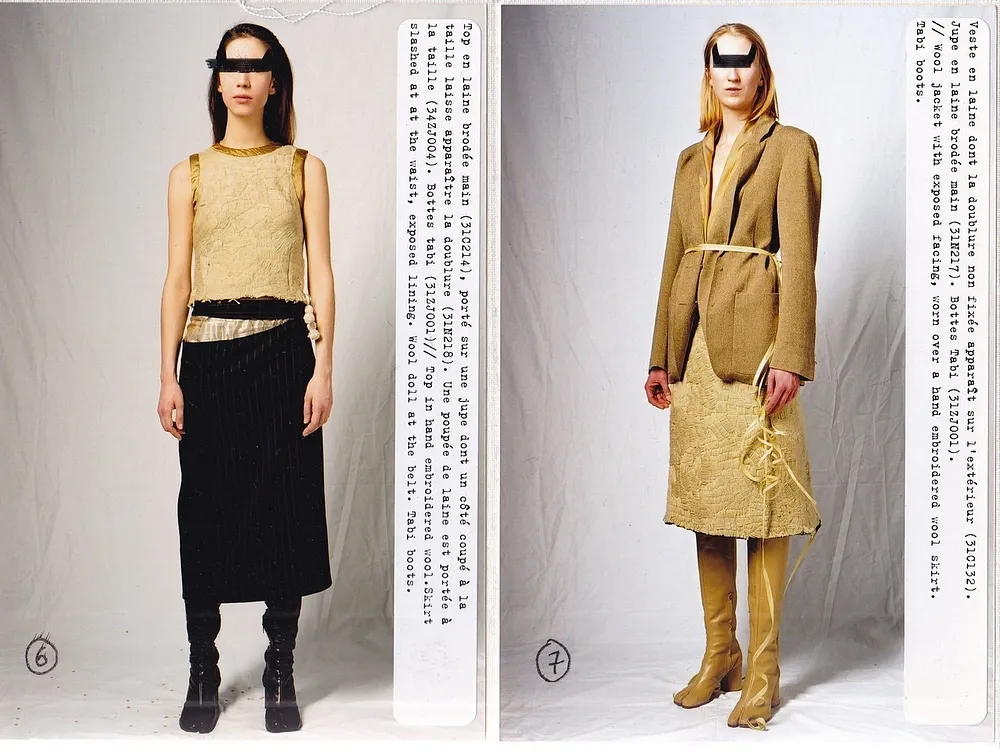 Top en laine brodée main (31C214), porté sur une jupe dont un côté coupé à la
taille laisse apparaître la doublure (31N218). Une poupée de laine est portée à
la taille (34ZJ004). Bottes tabi (31ZJ001)// Top in hand embroidered wool.Skirt
slashed at at the waist, exposed lining. Wool doll at the belt. Tabi boots.
6
Veste en laine dont la doublure non fixée apparaît sur l'extérieur (31C132).
Jupe en laine brodée main (31N217). Bottes Tabi (31ZJ001).
// Wool jacket with exposed facing, worn over a hand embroidered wool skirt.
Tabi boots.
7